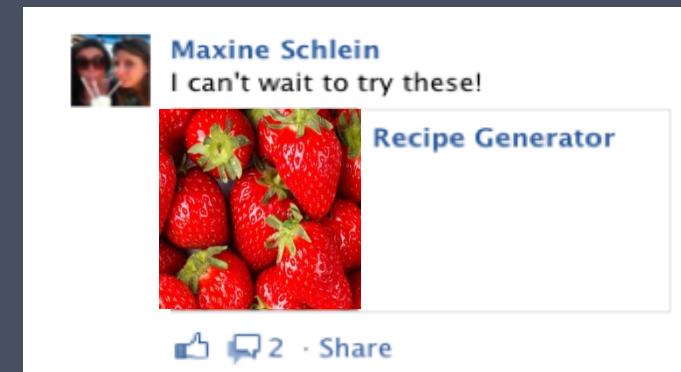 Maxine Schlein
I can't wait to try these!
Recipe Generator
2 · Share